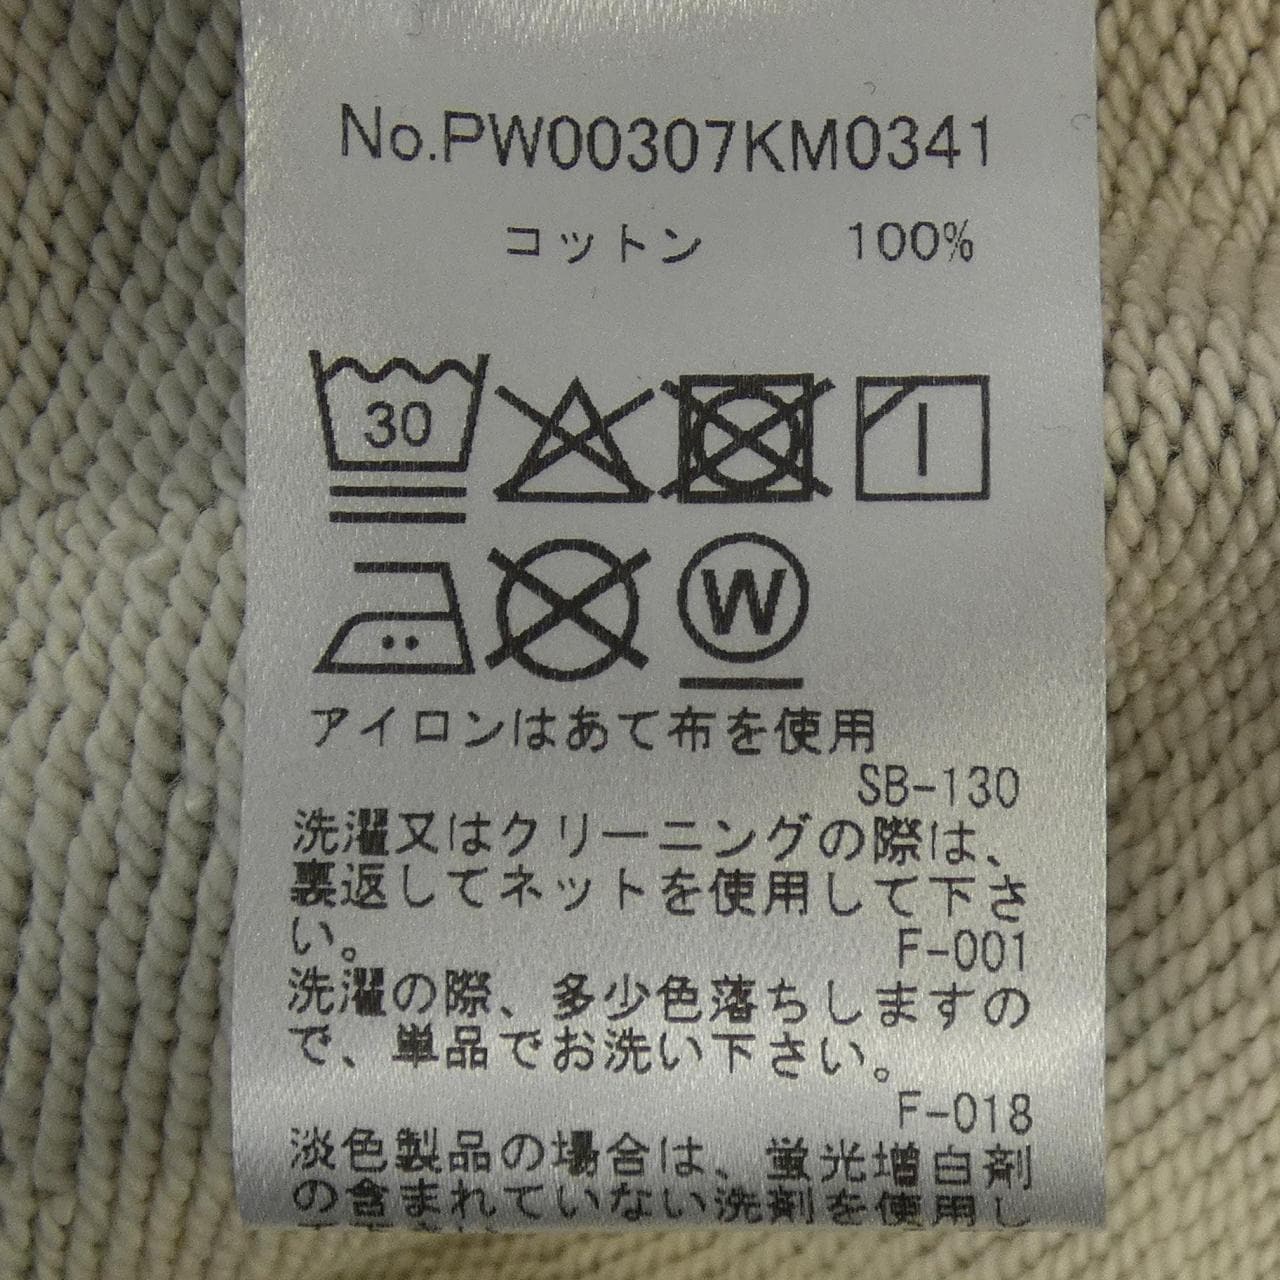 No.PW00307KM0341
コットン 100%
30
W
アイロンはあて布を使用
SB-130
洗濯又はクリーニングの際は、
裏返してネットを使用して下さ
い。
F-001
洗濯の際、多少色落ちしますの
で、単品でお洗い下さい。
F-018
淡色製品の場合は、蛍光増白剤
の含まれていない洗剤を使用し